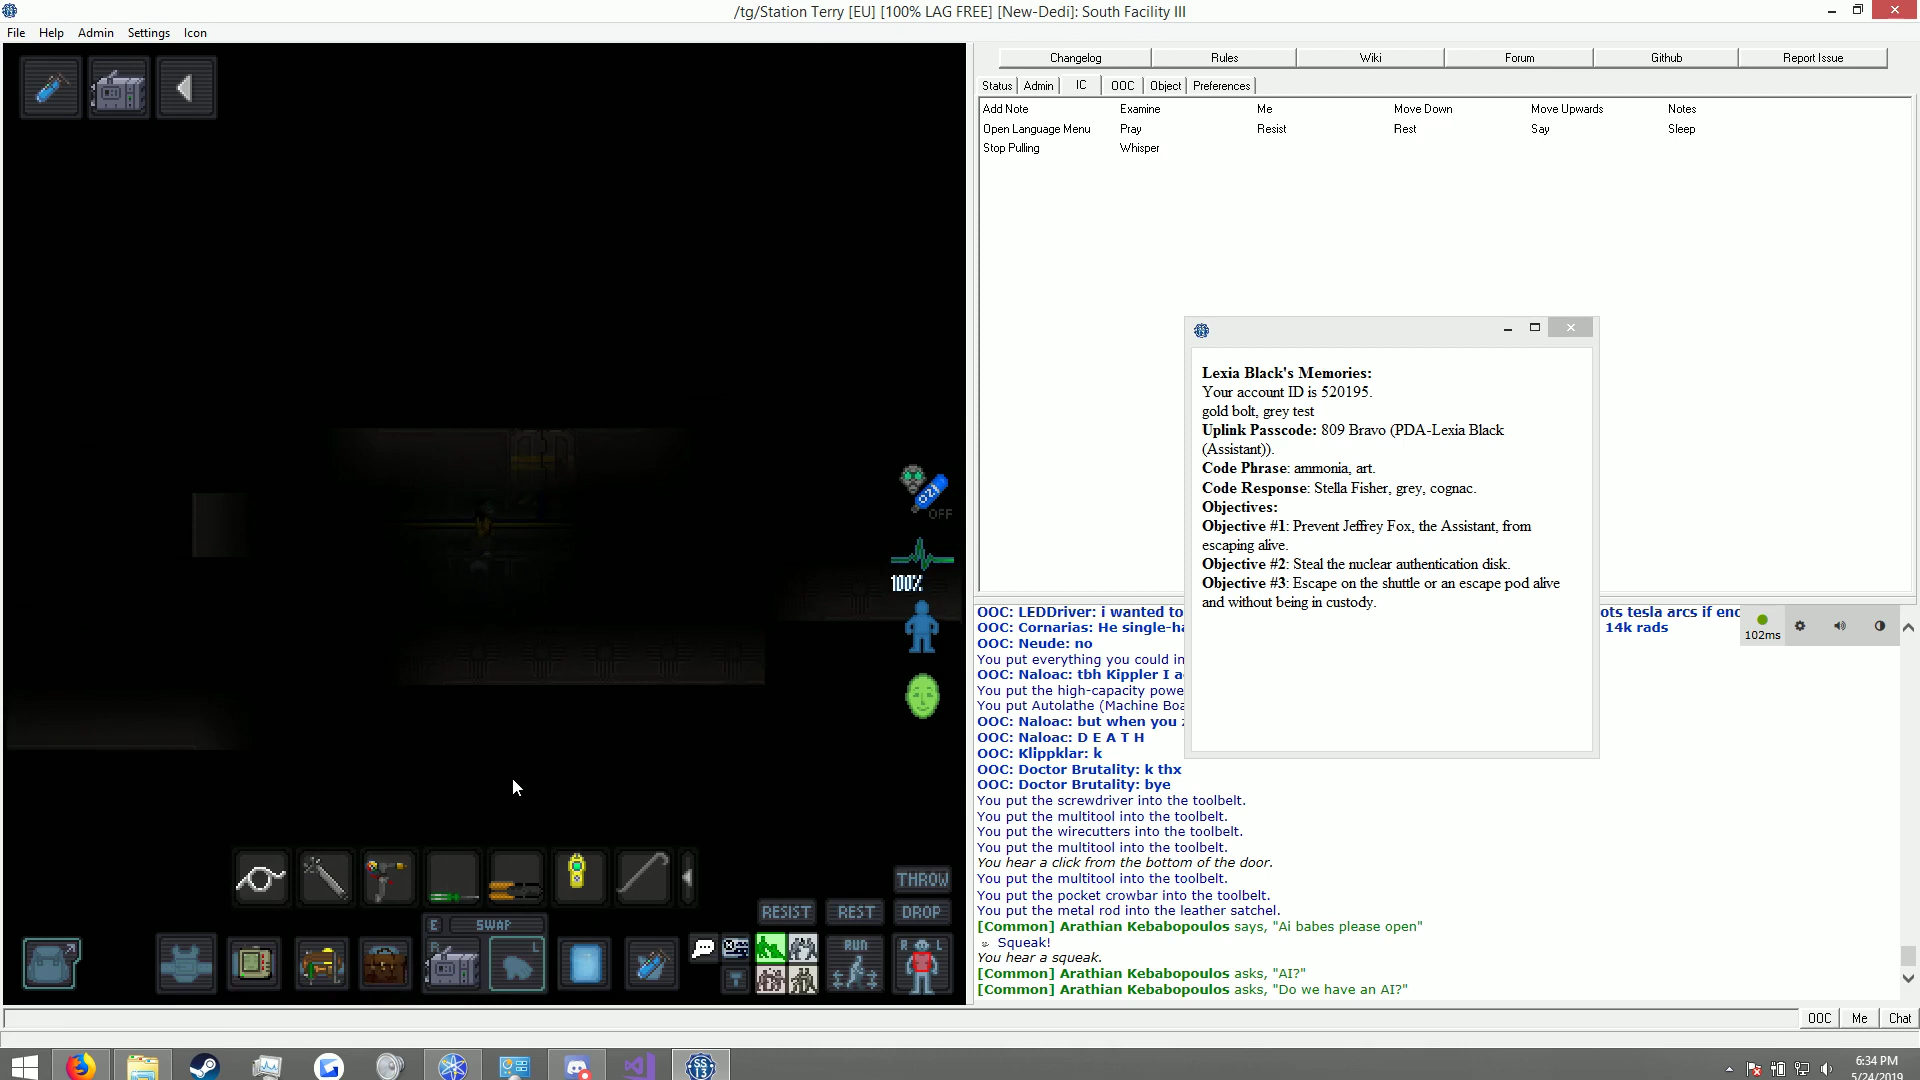 /tg/Station Terry [EU] [100% LAG FREE] [New-Dedi]: South Facility III
File Help Admin Settings Icon
Changelog Rules Wiki Forum Github Report Issue
Status Admin IC OOC Object Preferences
Add Note Examine Me Move Down Move Upwards Notes
Open Language Menu Pray Resist Rest Say Sleep
Stop Pulling Whisper
Lexia Black's Memories:
Your account ID is 520195.
gold bolt, grey test
Uplink Passcode: 809 Bravo (PDA-Lexia Black
(Assistant)).
Code Phrase: ammonia, art.
Code Response: Stella Fisher, grey, cognac.
Objectives:
Objective #1: Prevent Jeffrey Fox, the Assistant, from
escaping alive.
Objective #2: Steal the nuclear authentication disk.
Objective #3: Escape on the shuttle or an escape pod alive
and without being in custody.
O2!
OFF
100%
OOC: LEDDriver: i wanted to
ots tesla arcs if
OOC: Cornarias: He single-ha
14k rads
102ms
OOC: Neude: no
You put everything you could in
OOC: Naloac: tbh Kippler I a
You put the high-capacity powe
You put Autolathe (Machine Boa
OOC: Naloac: but when you
OOC: Naloac: D E A T H
OOC: Klippklar: k
OOC: Doctor Brutality: k thx
OOC: Doctor Brutality: bye
You put the screwdriver into the toolbelt.
You put the multitool into the toolbelt.
You put the wirecutters into the toolbelt.
You put the multitool into the toolbelt.
You hear a click from the bottom of the door.
You put the multitool into the toolbelt.
You put the pocket crowbar into the toolbelt.
You put the metal rod into the leather satchel.
[Common] Arathian Kebabopoulos says, "Ai babes please open"
Squeak!
You hear a squeak.
[Common] Arathian Kebabopoulos asks, "AI?"
[Common] Arathian Kebabopoulos asks, "Do we have an AI?"
THROW
RESIST REST DROP
E SWAP
R L
RUN
R L
OOC Me Chat
SS
13
6:34 PM
5/24/2019